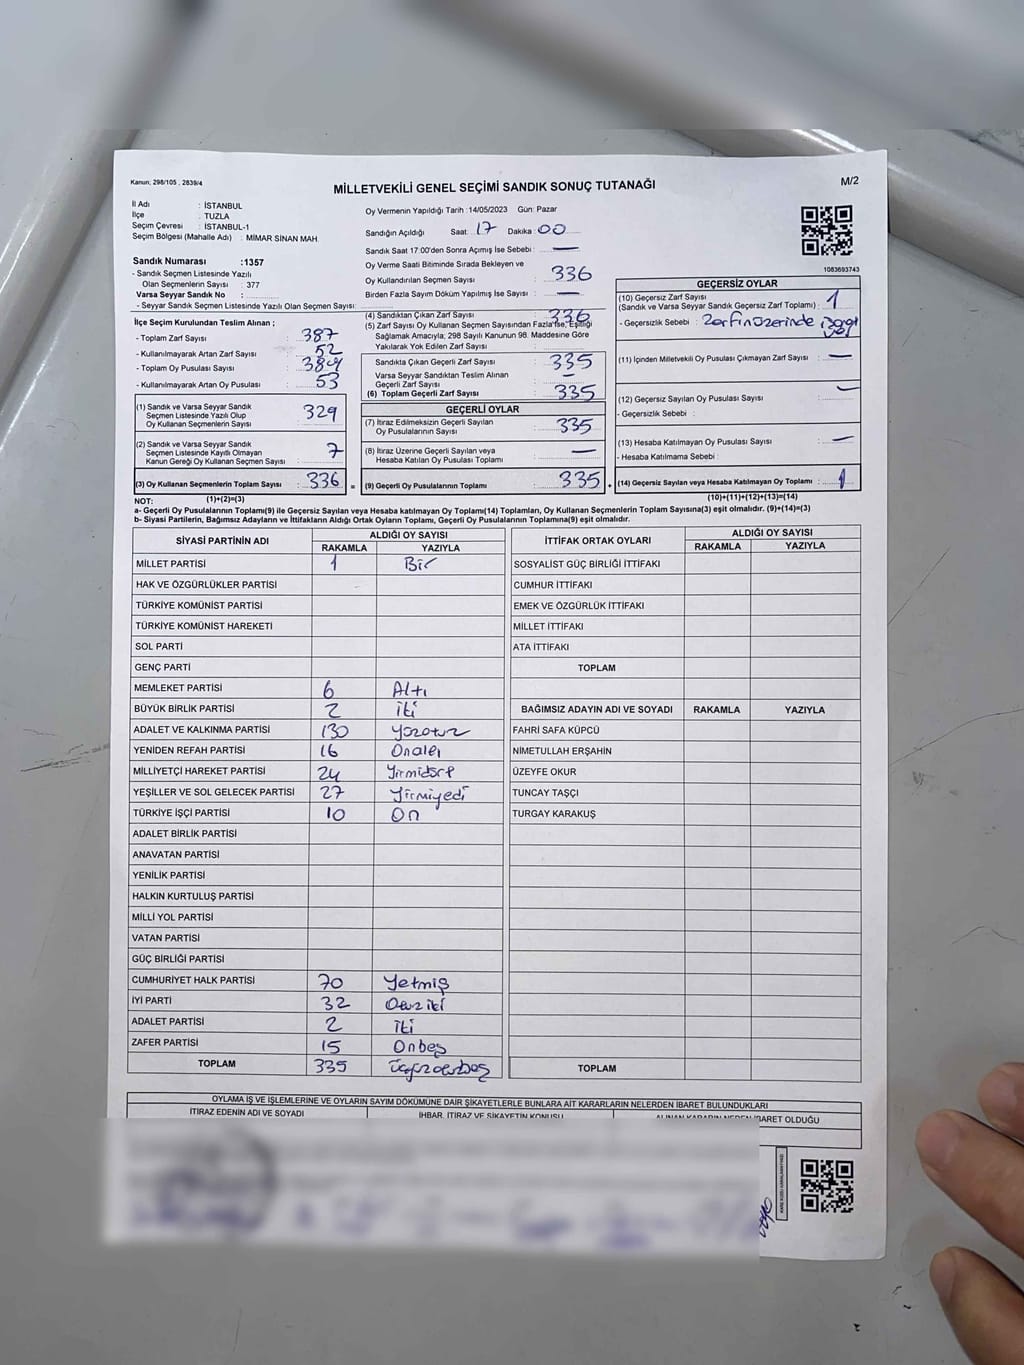 Kanun; 298/105 , 2839/4
MİLLETVEKİLİ GENEL SEÇİMİ SANDIK SONUÇ TUTANAĞI
M/2
İl Adı : İSTANBUL
İlçe : TUZLA
Seçim Çevresi : İSTANBUL-1
Seçim Bölgesi (Mahalle Adı) : MİMAR SİNAN MAH.
Sandık Numarası :1357
- Sandık Seçmen Listesinde Yazılı
Olan Seçmenlerin Sayısı : 377
Varsa Seyyar Sandık No :
- Seyyar Sandık Seçmen Listesinde Yazılı Olan Seçmen Sayısı:
Oy Vermenin Yapıldığı Tarih :14/05/2023 Gün: Pazar
Sandığın Açıldığı Saat: 17 Dakika: 00
Sandık Saat 17:00'den Sonra Açımış İse Sebebi : —
Oy Verme Saati Bitiminde Sırada Bekleyen ve
Oy Kullandırılan Seçmen Sayısı : 336
Birden Fazla Sayım Döküm Yapılmış İse Sayısı : —
1083693743
İlçe Seçim Kurulundan Teslim Alınan ;
- Toplam Zarf Sayısı : 387
- Kullanılmayarak Artan Zarf Sayısı : 52
- Toplam Oy Pusulası Sayısı :
- Kullanılmayarak Artan Oy Pusulası : 53
(1) Sandık ve Varsa Seyyar Sandık
Seçmen Listesinde Yazılı Olup
Oy Kullanan Seçmenlerin Sayısı : 329
(2) Sandık ve Varsa Seyyar Sandık
Seçmen Listesinde Kayıtlı Olmayan
Kanun Gereği Oy Kullanan Seçmen Sayısı : 7
(3) Oy Kullanan Seçmenlerin Toplam Sayısı : 336 =
(4) Sandıktan Çıkan Zarf Sayısı : 336
(5) Zarf Sayısı Oy Kullanan Seçmen Sayısından Fazla İse, Eşitliği
Sağlamak Amacıyla; 298 Sayılı Kanunun 98. Maddesine Göre
Yakılarak Yok Edilen Zarf Sayısı :
Sandıkta Çıkan Geçerli Zarf Sayısı : 335
Varsa Seyyar Sandıktan Teslim Alınan
Geçerli Zarf Sayısı : —
(6) Toplam Geçerli Zarf Sayısı : 335
GEÇERLİ OYLAR
(7) İtiraz Edilmeksizin Geçerli Sayılan
Oy Pusulalarının Sayısı : 335
(8) İtiraz Üzerine Geçerli Sayılan veya
Hesaba Katılan Oy Pusulası Toplamı : —
(9) Geçerli Oy Pusulalarının Toplamı : 335 +
GEÇERSİZ OYLAR
(10) Geçersiz Zarf Sayısı
(Sandık ve Varsa Seyyar Sandık Geçersiz Zarf Toplamı) : 1
- Geçersizlik Sebebi : Zarfın üzerinde
(11) İçinden Milletvekili Oy Pusulası Çıkmayan Zarf Sayısı : —
(12) Geçersiz Sayılan Oy Pusulası Sayısı : —
- Geçersizlik Sebebi :
(13) Hesaba Katılmayan Oy Pusulası Sayısı : —
- Hesaba Katılmama Sebebi :
(14) Geçersiz Sayılan veya Hesaba Katılmayan Oy Toplamı : 1
NOT: (1)+(2)=(3)
(10)+(11)+(12)+(13)=(14)
a- Geçerli Oy Pusulalarının Toplamı(9) ile Geçersiz Sayılan veya Hesaba katılmayan Oy Toplamı(14) Toplamları, Oy Kullanan Seçmenlerin Toplam Sayısına(3) eşit olmalıdır. (9)+(14)=(3)
b- Siyasi Partilerin, Bağımsız Adayların ve İttifakların Aldığı Ortak Oyların Toplamı, Geçerli Oy Pusulalarının Toplamına(9) eşit olmalıdır.
SİYASİ PARTİNİN ADI ALDIĞI OY SAYISI
RAKAMLA YAZIYLA
MİLLET PARTİSİ 1 Bir
HAK VE ÖZGÜRLÜKLER PARTİSİ
TÜRKİYE KOMÜNİST PARTİSİ
TÜRKİYE KOMÜNİST HAREKETİ
SOL PARTİ
GENÇ PARTİ
MEMLEKET PARTİSİ 6 Altı
BÜYÜK BİRLİK PARTİSİ 2 iki
ADALET VE KALKINMA PARTİSİ 130 Yüzotuz
YENİDEN REFAH PARTİSİ 16 Onaltı
MİLLİYETÇİ HAREKET PARTİSİ 24 Yirmidört
YEŞİLLER VE SOL GELECEK PARTİSİ 27 Yirmiyedi
TÜRKİYE İŞÇİ PARTİSİ 10 On
ADALET BİRLİK PARTİSİ
ANAVATAN PARTİSİ
YENİLİK PARTİSİ
HALKIN KURTULUŞ PARTİSİ
MİLLİ YOL PARTİSİ
VATAN PARTİSİ
GÜÇ BİRLİĞİ PARTİSİ
CUMHURİYET HALK PARTİSİ 70 Yetmiş
İYİ PARTİ 32 Otuziki
ADALET PARTİSİ 2 iki
ZAFER PARTİSİ 15 Onbeş
TOPLAM 335 Üçyüzotuzbeş
İTTİFAK ORTAK OYLARI ALDIĞI OY SAYISI
RAKAMLA YAZIYLA
SOSYALİST GÜÇ BİRLİĞİ İTTİFAKI
CUMHUR İTTİFAKI
EMEK VE ÖZGÜRLÜK İTTİFAKI
MİLLET İTTİFAKI
ATA İTTİFAKI
TOPLAM
BAĞIMSIZ ADAYIN ADI VE SOYADI RAKAMLA YAZIYLA
FAHRİ SAFA KÜPCÜ
NİMETULLAH ERŞAHİN
ÜZEYFE OKUR
TUNCAY TAŞÇI
TURGAY KARAKUŞ
TOPLAM
OYLAMA İŞ VE İŞLEMLERİNE VE OYLARIN SAYIM DÖKÜMÜNE DAİR ŞİKAYETLERLE BUNLARA AİT KARARLARIN NELERDEN İBARET BULUNDUKLARI
İTİRAZ EDENİN ADI VE SOYADI İHBAR, İTİRAZ VE ŞİKAYETİN KONUSU ALINAN KARARIN NEDEN İBARET OLDUĞU